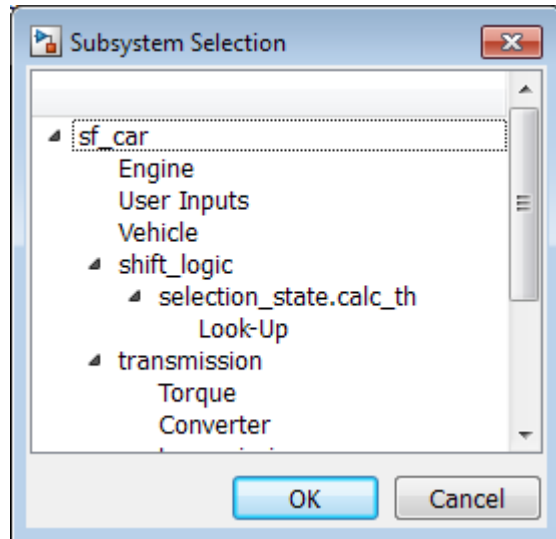 Subsystem Selection
sf_car
Engine
User Inputs
Vehicle
shift_logic
selection_state.calc_th
Look-Up
transmission
Torque
Converter
OK
Cancel